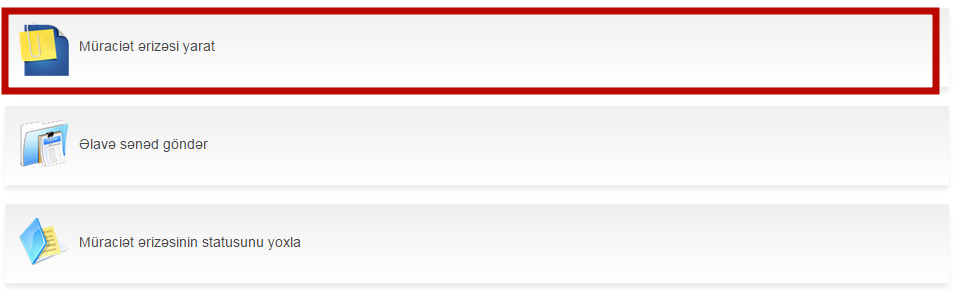 Müraciət ərizəsi yarat
Əlavə sənəd göndər
Müraciət ərizəsinin statusunu yoxla